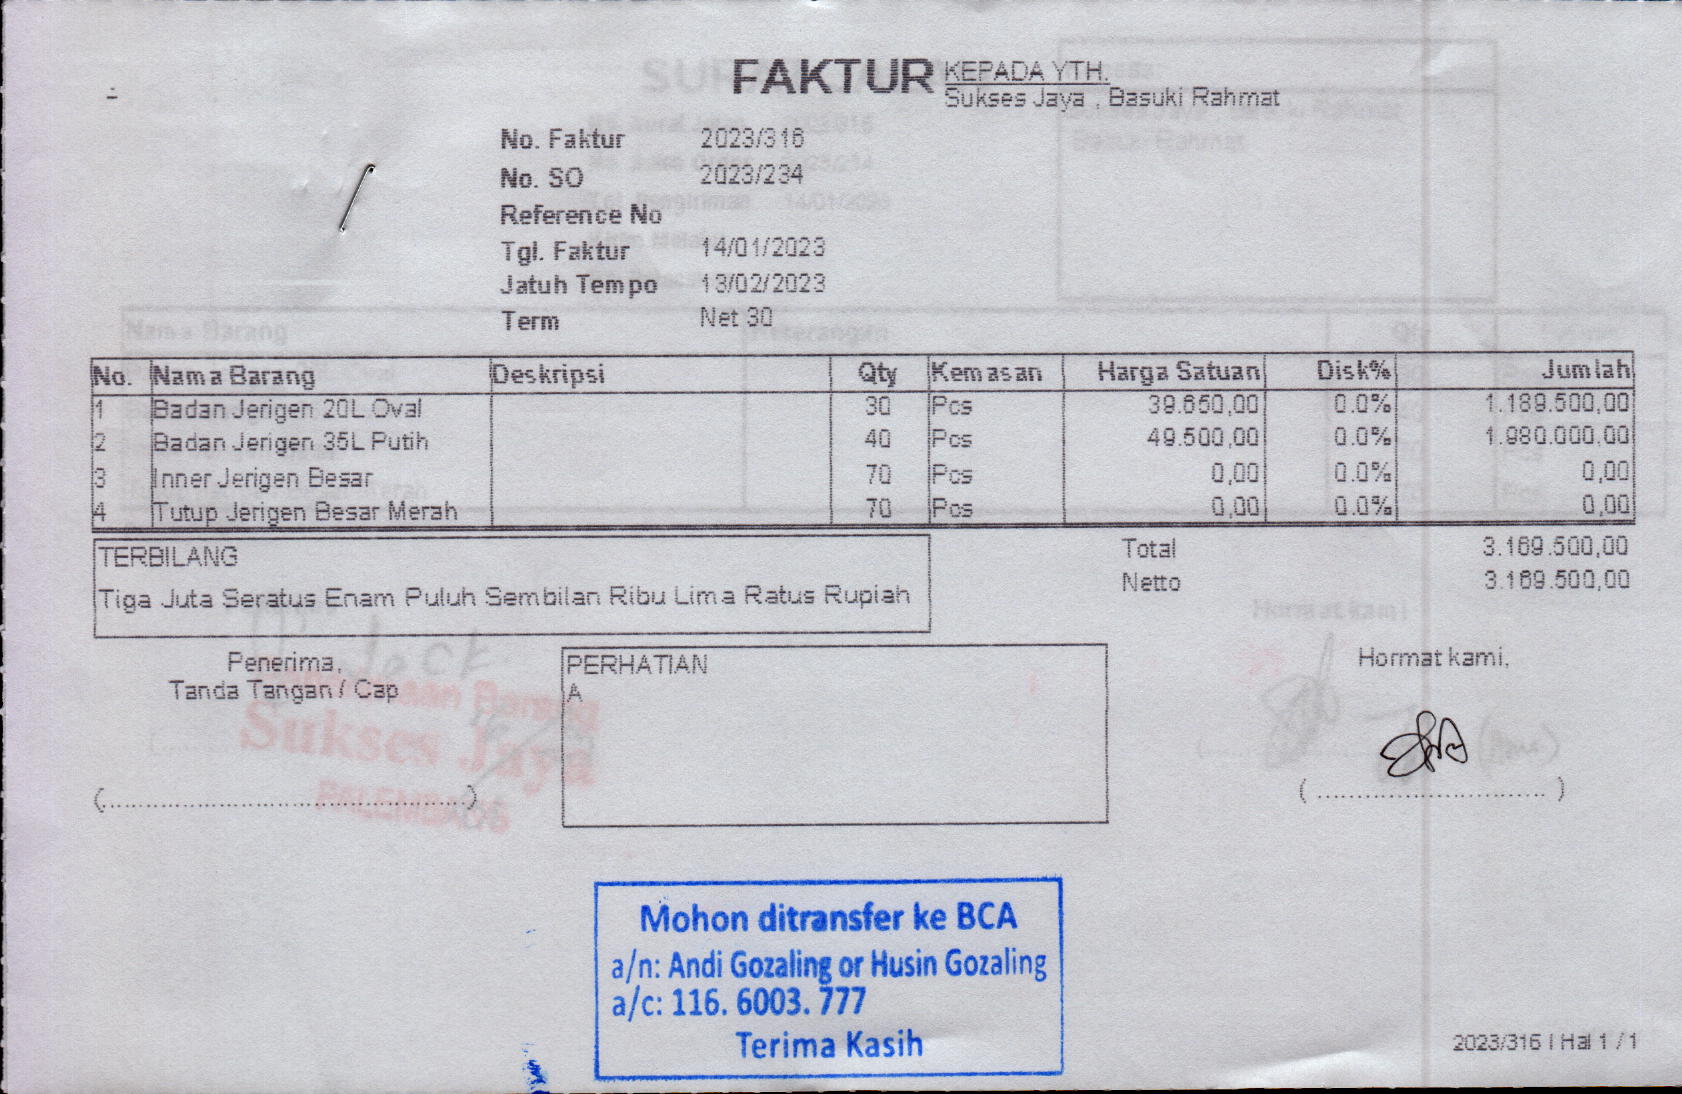 FAKTUR
KEPADA YTH.
Sukses Jaya , Basuki Rahmat
No. Faktur 2023/316
No. SO 2023/234
Reference No
Tgl. Faktur 14/01/2023
Jatuh Tempo 13/02/2023
Term Net 30
No. Nama Barang Deskripsi Qty Kemasan Harga Satuan Disk% Jumlah
1 Badan Jerigen 20L Oval 30 Pcs 39.650,00 0.0% 1.189.500,00
2 Badan Jerigen 35L Putih 40 Pcs 49.500,00 0.0% 1.980.000,00
3 Inner Jerigen Besar 70 Pcs 0,00 0.0% 0,00
4 Tutup Jerigen Besar Merah 70 Pcs 0,00 0.0% 0,00
TERBILANG
Tiga Juta Seratus Enam Puluh Sembilan Ribu Lima Ratus Rupiah
Total 3.169.500,00
Netto 3.169.500,00
Penerima,
Tanda Tangan / Cap
(............................................)
PERHATIAN
A
Hormat kami,
( ............................ )
Sukses Jaya
PALEMBANG
Mohon ditransfer ke BCA
a/n: Andi Gozaling or Husin Gozaling
a/c: 116. 6003. 777
Terima Kasih
2023/316 | Hal 1 / 1